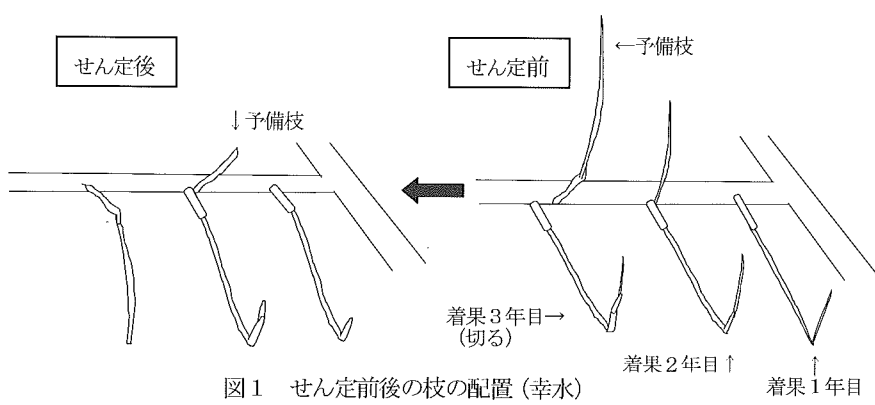 せん定後
せん定前
←予備枝
↓予備枝
着果3年目→
(切る)
着果2年目↑
↑
着果1年目
図1 せん定前後の枝の配置(幸水)